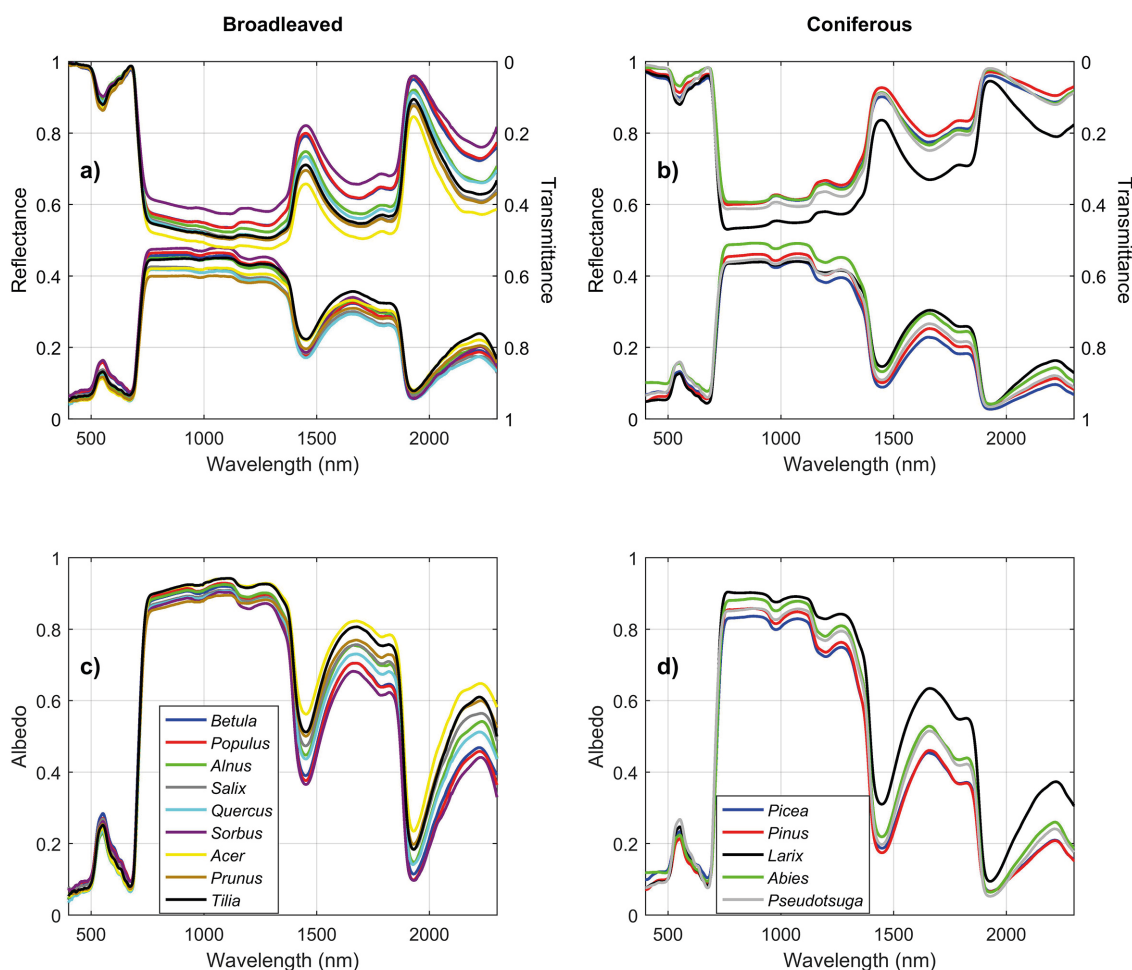 Broadleaved
Coniferous
1
0.8
0.6
0.4
0.2
0
Reflectance
a)
0
0.2
0.4
0.6
0.8
1
Transmittance
500
1000
1500
2000
Wavelength (nm)
1
0.8
0.6
0.4
0.2
0
Reflectance
b)
0
0.2
0.4
0.6
0.8
1
Transmittance
500
1000
1500
2000
Wavelength (nm)
1
0.8
0.6
0.4
0.2
0
Albedo
c)
Betula
Populus
Alnus
Salix
Quercus
Sorbus
Acer
Prunus
Tilia
500
1000
1500
2000
Wavelength (nm)
1
0.8
0.6
0.4
0.2
0
Albedo
d)
Picea
Pinus
Larix
Abies
Pseudotsuga
500
1000
1500
2000
Wavelength (nm)